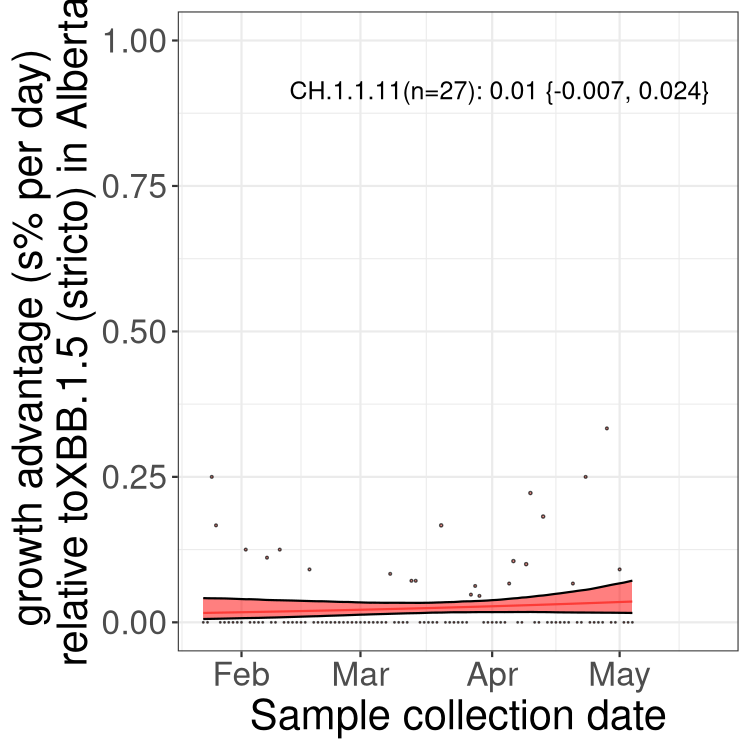 growth advantage (s% per day)
relative toXBB.1.5 (stricto) in Alberta
1.00
0.75
0.50
0.25
0.00
CH.1.1.11(n=27): 0.01 {-0.007, 0.024}
Feb
Mar
Apr
May
Sample collection date